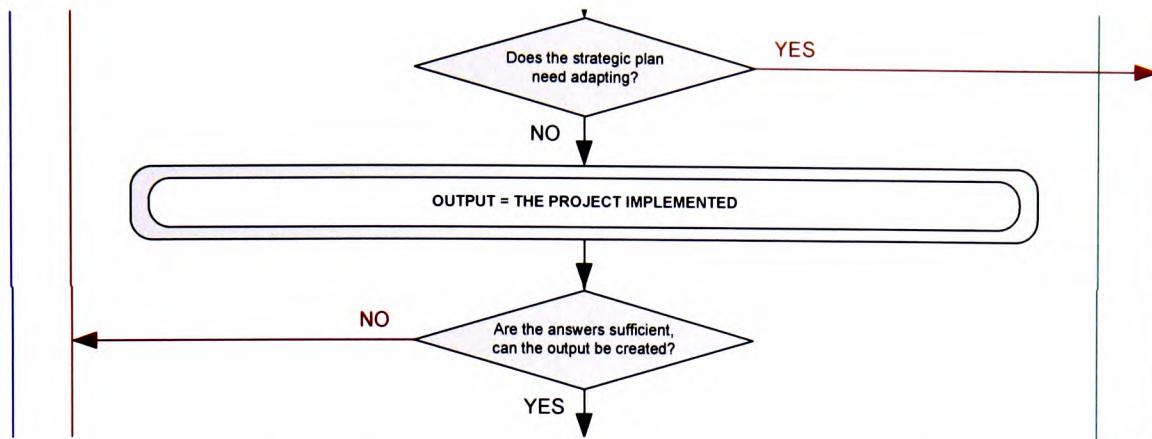 Does the strategic plan
need adapting?
YES
NO
OUTPUT = THE PROJECT IMPLEMENTED
NO
Are the answers sufficient,
can the output be created?
YES